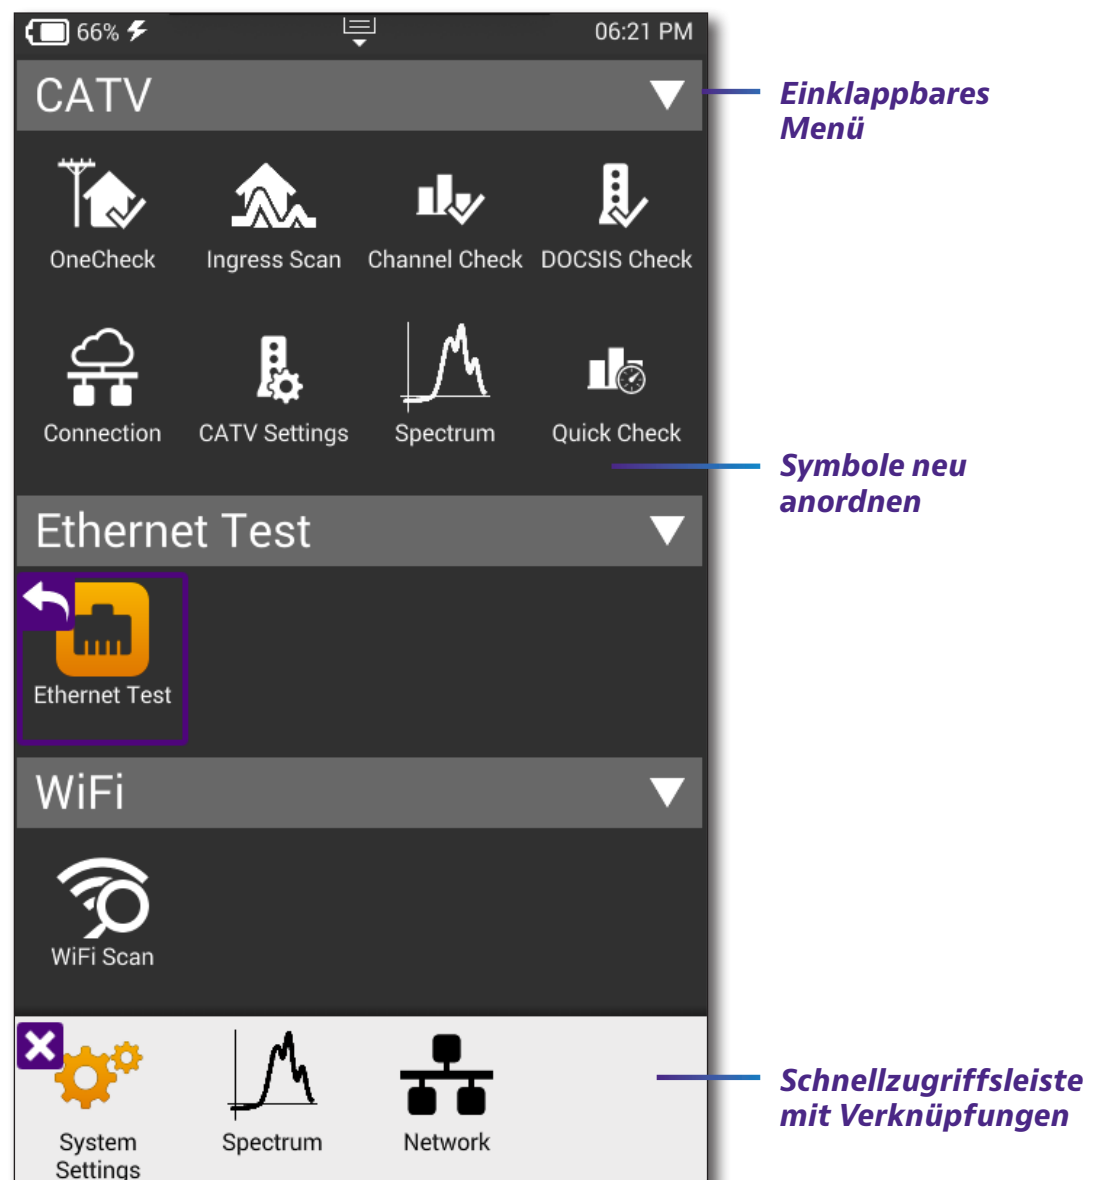 66% 06:21 PM
CATV
Einklappbares
Menü
OneCheck Ingress Scan Channel Check DOCSIS Check
Connection CATV Settings Spectrum Quick Check
Symbole neu
anordnen
Ethernet Test
Ethernet Test
WiFi
WiFi Scan
Schnellzugriffsleiste
mit Verknüpfungen
System Spectrum Network
Settings